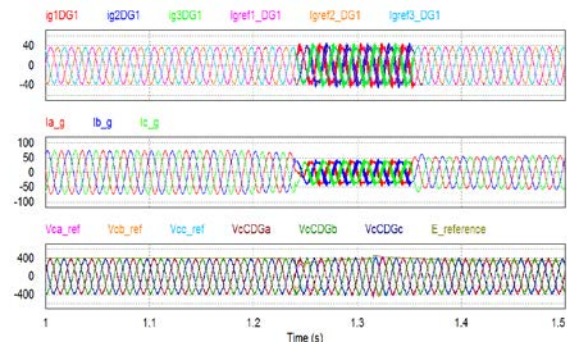 ig1DG1 ig2DG1 ig3DG1 Igref1_DG1 Igref2_DG1 Igref3_DG1
40
0
-40
Ia_g Ib_g Ic_g
100
50
0
-50
-100
Vca_ref Vcb_ref Vcc_ref VcCDGa VcCDGb VcCDGc E_reference
400
0
-400
1 1.1 1.2 1.3 1.4 1.5
Time (s)